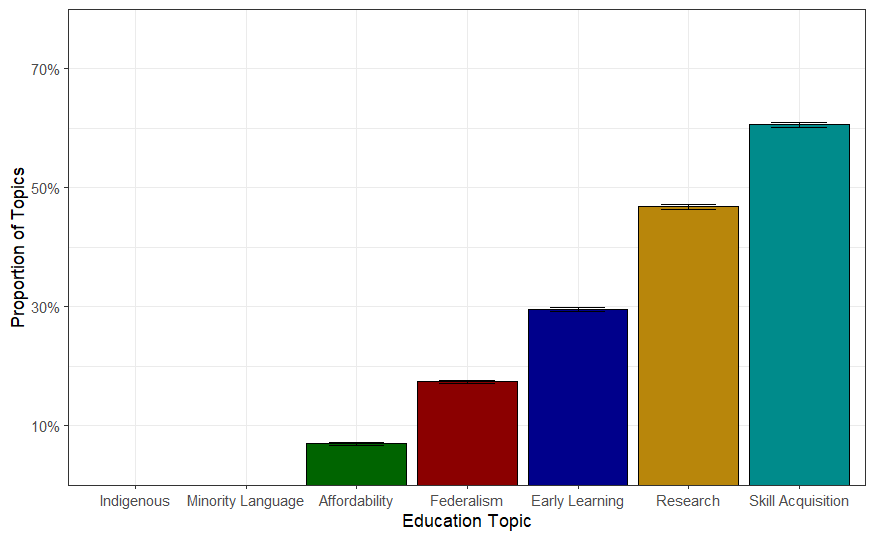 70%
50%
30%
10%
Proportion of Topics
Indigenous Minority Language Affordability Federalism Early Learning Research Skill Acquisition
Education Topic